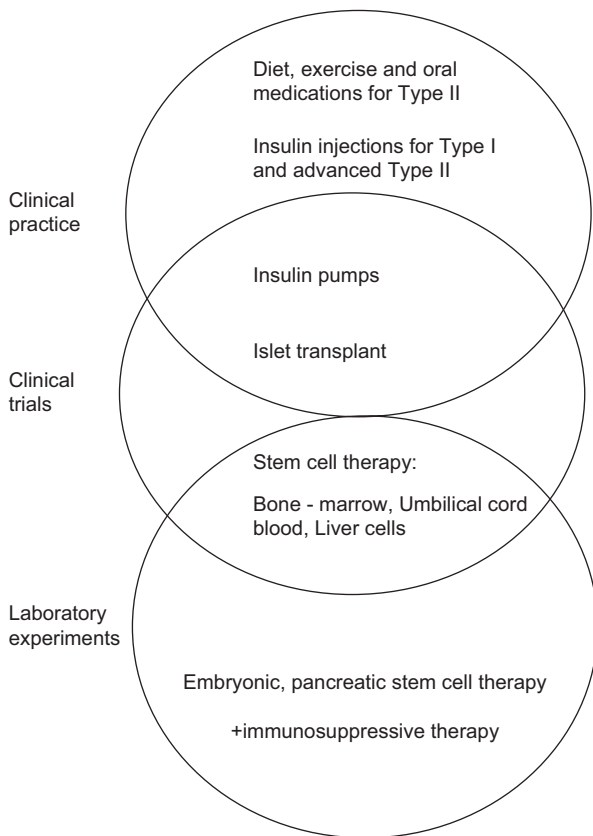 Diet, exercise and oral
medications for Type II
Insulin injections for Type I
and advanced Type II
Clinical
practice
Insulin pumps
Islet transplant
Clinical
trials
Stem cell therapy:
Bone - marrow, Umbilical cord
blood, Liver cells
Laboratory
experiments
Embryonic, pancreatic stem cell therapy
+immunosuppressive therapy